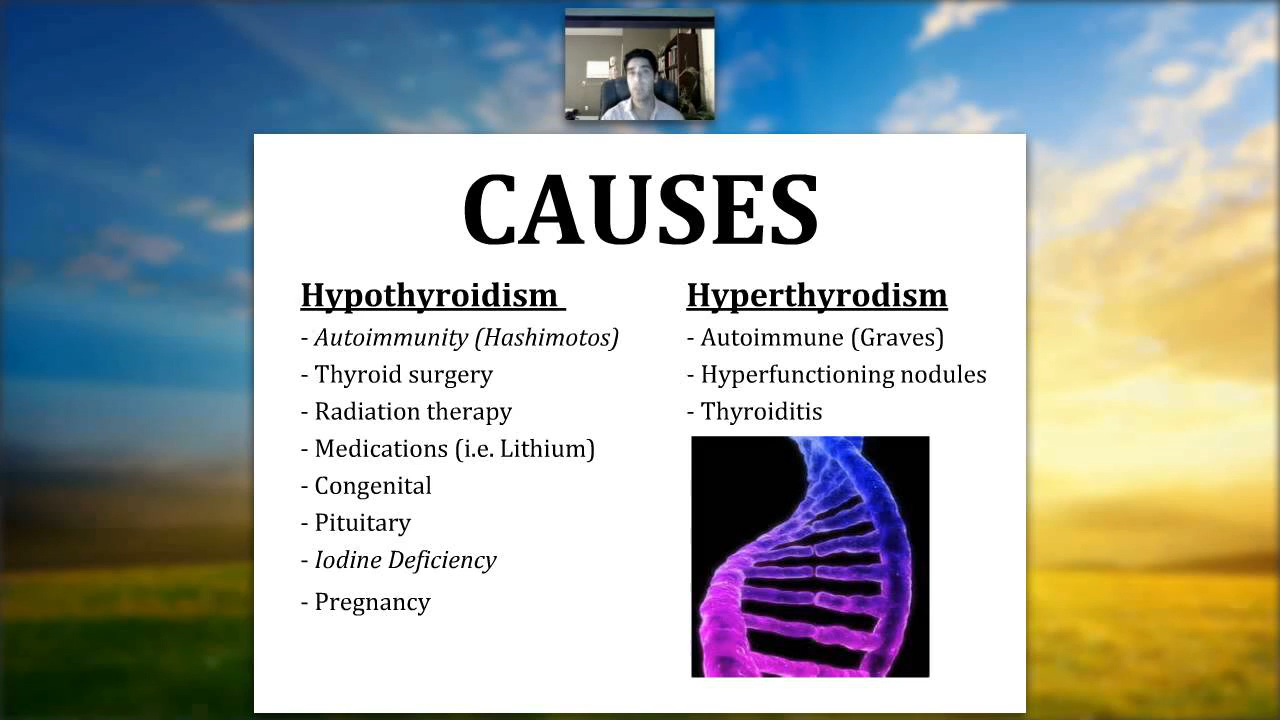 CAUSES
Hypothyroidism
- Autoimmunity (Hashimotos)
- Thyroid surgery
- Radiation therapy
- Medications (i.e. Lithium)
- Congenital
- Pituitary
- Iodine Deficiency
- Pregnancy
Hyperthyrodism
- Autoimmune (Graves)
- Hyperfunctioning nodules
- Thyroiditis